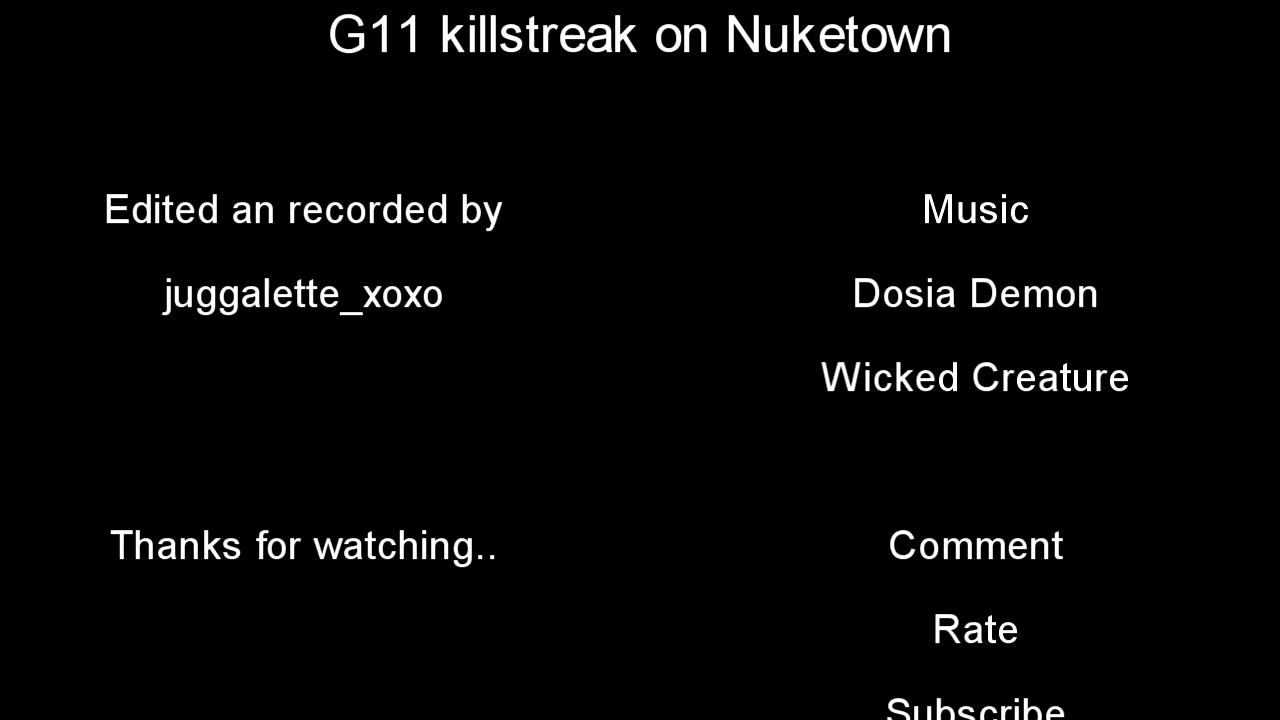 G11 killstreak on Nuketown
Edited an recorded by
juggalette_xoxo
Music
Dosia Demon
Wicked Creature
Thanks for watching..
Comment
Rate
Subscribe